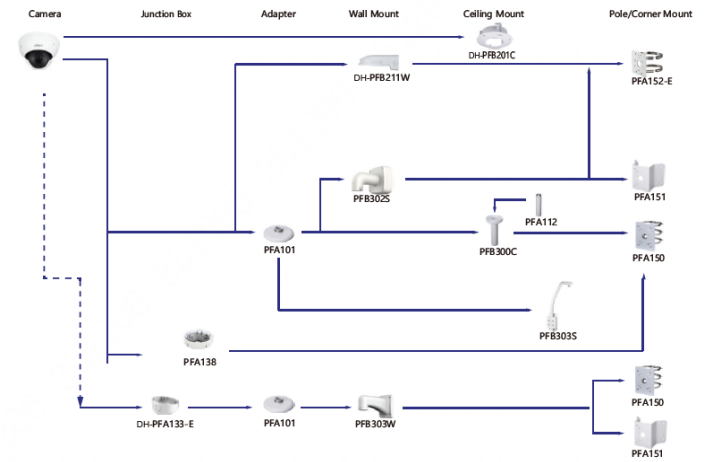 Camera Junction Box Adapter Wall Mount Ceiling Mount Pole/Corner Mount
DH-PFB201C
DH-PFB211W
PFA152-E
PFB302S
PFA151
PFA112
PFA101
PFB300C
PFA150
PFB303S
PFA138
PFA150
DH-PFA133-E
PFA101
PFB303W
PFA151